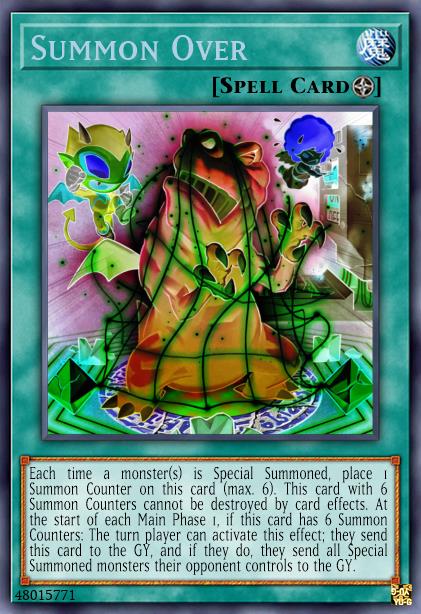 SUMMON OVER
魔
[SPELL CARD]
Each time a monster(s) is Special Summoned, place 1
Summon Counter on this card (max. 6). This card with 6
Summon Counters cannot be destroyed by card effects. At
the start of each Main Phase 1, if this card has 6 Summon
Counters: The turn player can activate this effect; they send
this card to the GY, and if they do, they send all Special
Summoned monsters their opponent controls to the GY.
48015771